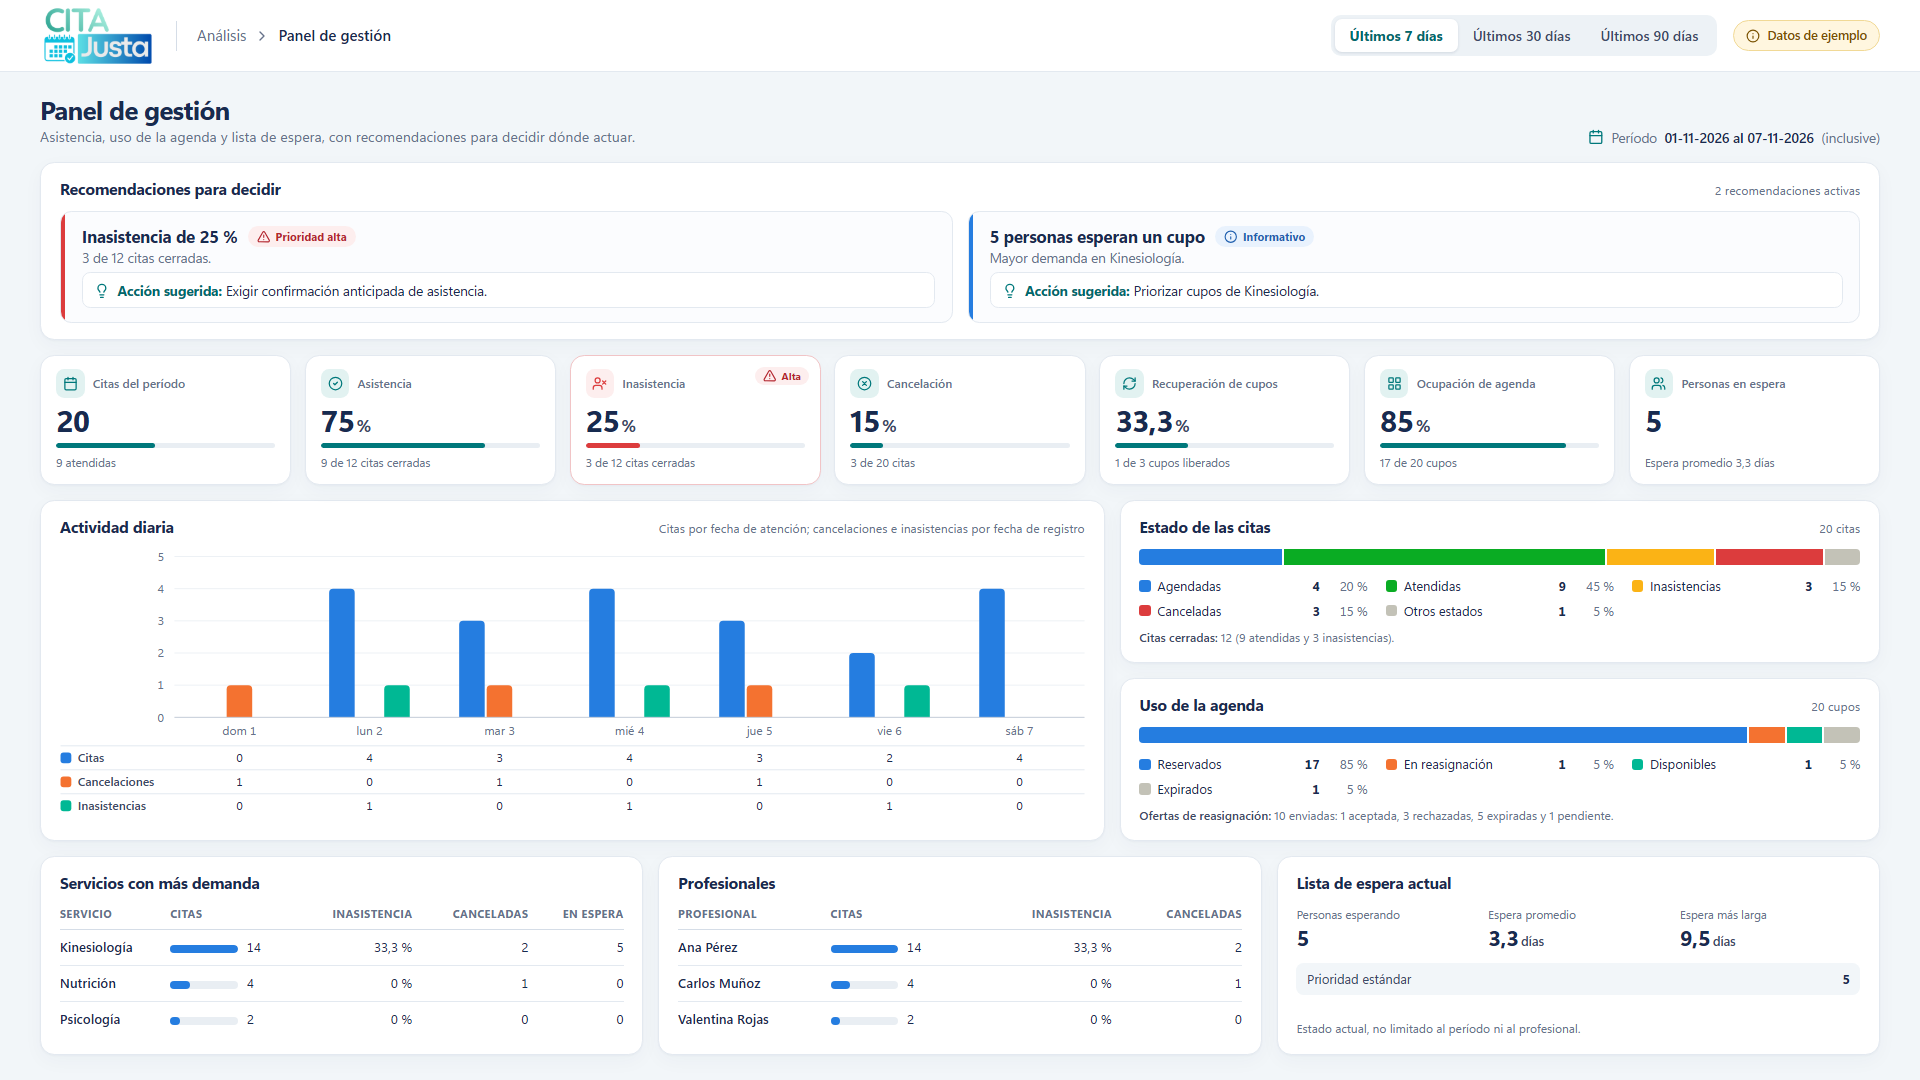 CITA
Justa
Análisis > Panel de gestión
Últimos 7 días
Últimos 30 días
Últimos 90 días
Datos de ejemplo
Panel de gestión
Asistencia, uso de la agenda y lista de espera, con recomendaciones para decidir dónde actuar.
Período 01-11-2026 al 07-11-2026 (inclusive)
Recomendaciones para decidir
2 recomendaciones activas
Inasistencia de 25 % Prioridad alta
3 de 12 citas cerradas.
Acción sugerida: Exigir confirmación anticipada de asistencia.
5 personas esperan un cupo Informativo
Mayor demanda en Kinesiología.
Acción sugerida: Priorizar cupos de Kinesiología.
Citas del período
20
9 atendidas
Asistencia
75 %
9 de 12 citas cerradas
Inasistencia
Alta
25 %
3 de 12 citas cerradas
Cancelación
15 %
3 de 20 citas
Recuperación de cupos
33,3 %
1 de 3 cupos liberados
Ocupación de agenda
85 %
17 de 20 cupos
Personas en espera
5
Espera promedio 3,3 días
Actividad diaria
Citas por fecha de atención; cancelaciones e inasistencias por fecha de registro
5
4
3
2
1
0
dom 1 lun 2 mar 3 mié 4 jue 5 vie 6 sáb 7
Citas 0 4 3 4 3 2 4
Cancelaciones 1 0 1 0 1 0 0
Inasistencias 0 1 0 1 0 1 0
Estado de las citas
20 citas
Agendadas 4 20 % Atendidas 9 45 % Inasistencias 3 15 %
Canceladas 3 15 % Otros estados 1 5 %
Citas cerradas: 12 (9 atendidas y 3 inasistencias).
Uso de la agenda
20 cupos
Reservados 17 85 % En reasignación 1 5 % Disponibles 1 5 %
Expirados 1 5 %
Ofertas de reasignación: 10 enviadas: 1 aceptada, 3 rechazadas, 5 expiradas y 1 pendiente.
Servicios con más demanda
SERVICIO CITAS INASISTENCIA CANCELADAS EN ESPERA
Kinesiología 14 33,3 % 2 5
Nutrición 4 0 % 1 0
Psicología 2 0 % 0 0
Profesionales
PROFESIONAL CITAS INASISTENCIA CANCELADAS
Ana Pérez 14 33,3 % 2
Carlos Muñoz 4 0 % 1
Valentina Rojas 2 0 % 0
Lista de espera actual
Personas esperando Espera promedio Espera más larga
5 3,3 días 9,5 días
Prioridad estándar 5
Estado actual, no limitado al periodo ni al profesional.